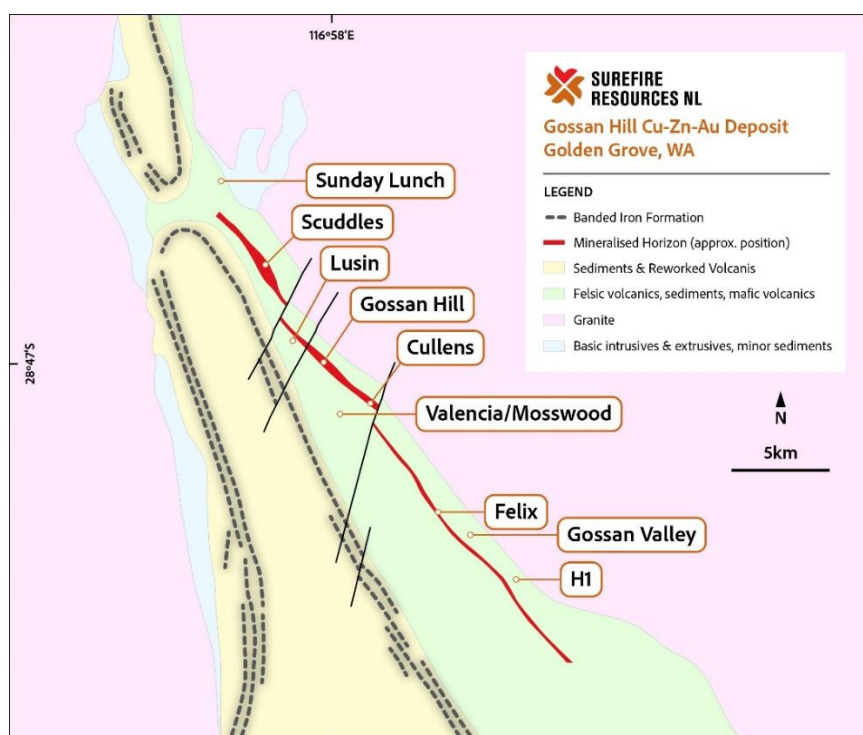 116°58'E
SUREFIRE
RESOURCES NL
Gossan Hill Cu-Zn-Au Deposit
Golden Grove, WA
LEGEND
Banded Iron Formation
Mineralised Horizon (approx. position)
Sediments & Reworked Volcanis
Felsic volcanics, sediments, mafic volcanics
Granite
Basic intrusives & extrusives, minor sediments
Sunday Lunch
Scuddles
Lusin
Gossan Hill
Cullens
28°47'S
Valencia/Mosswood
N
5km
Felix
Gossan Valley
H1